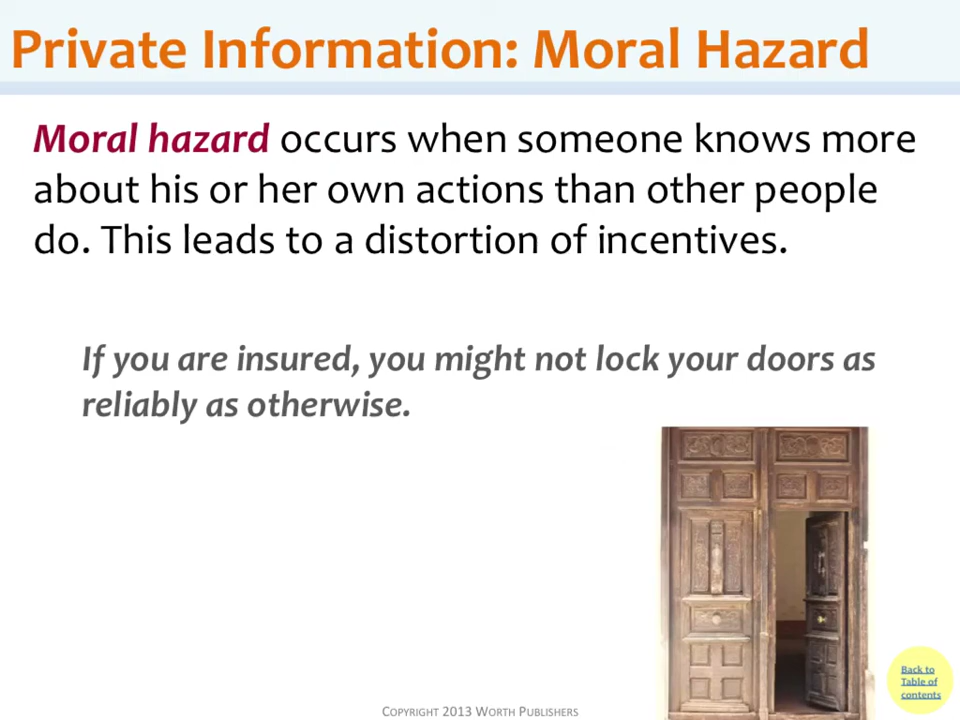 Private Information: Moral Hazard
Moral hazard occurs when someone knows more
about his or her own actions than other people
do. This leads to a distortion of incentives.
If you are insured, you might not lock your doors as
reliably as otherwise.
Back to
Table of
contents
Copyright 2013 Worth Publishers